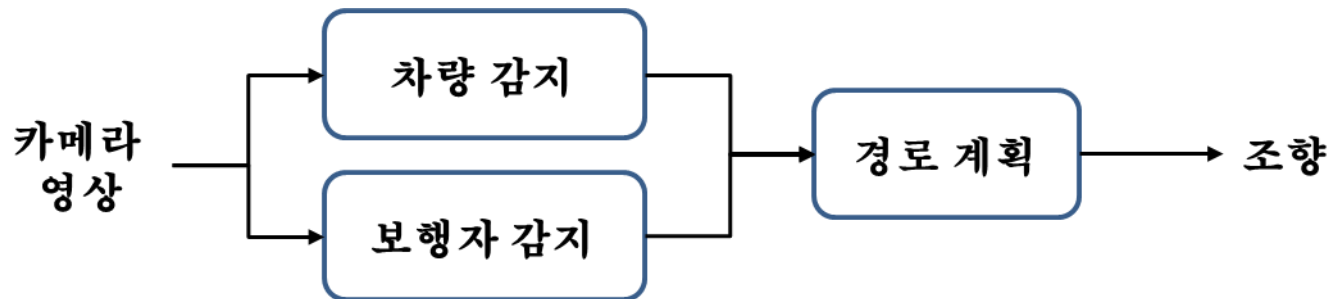 카메라
영상
차량 감지
보행자 감지
경로 계획
조향